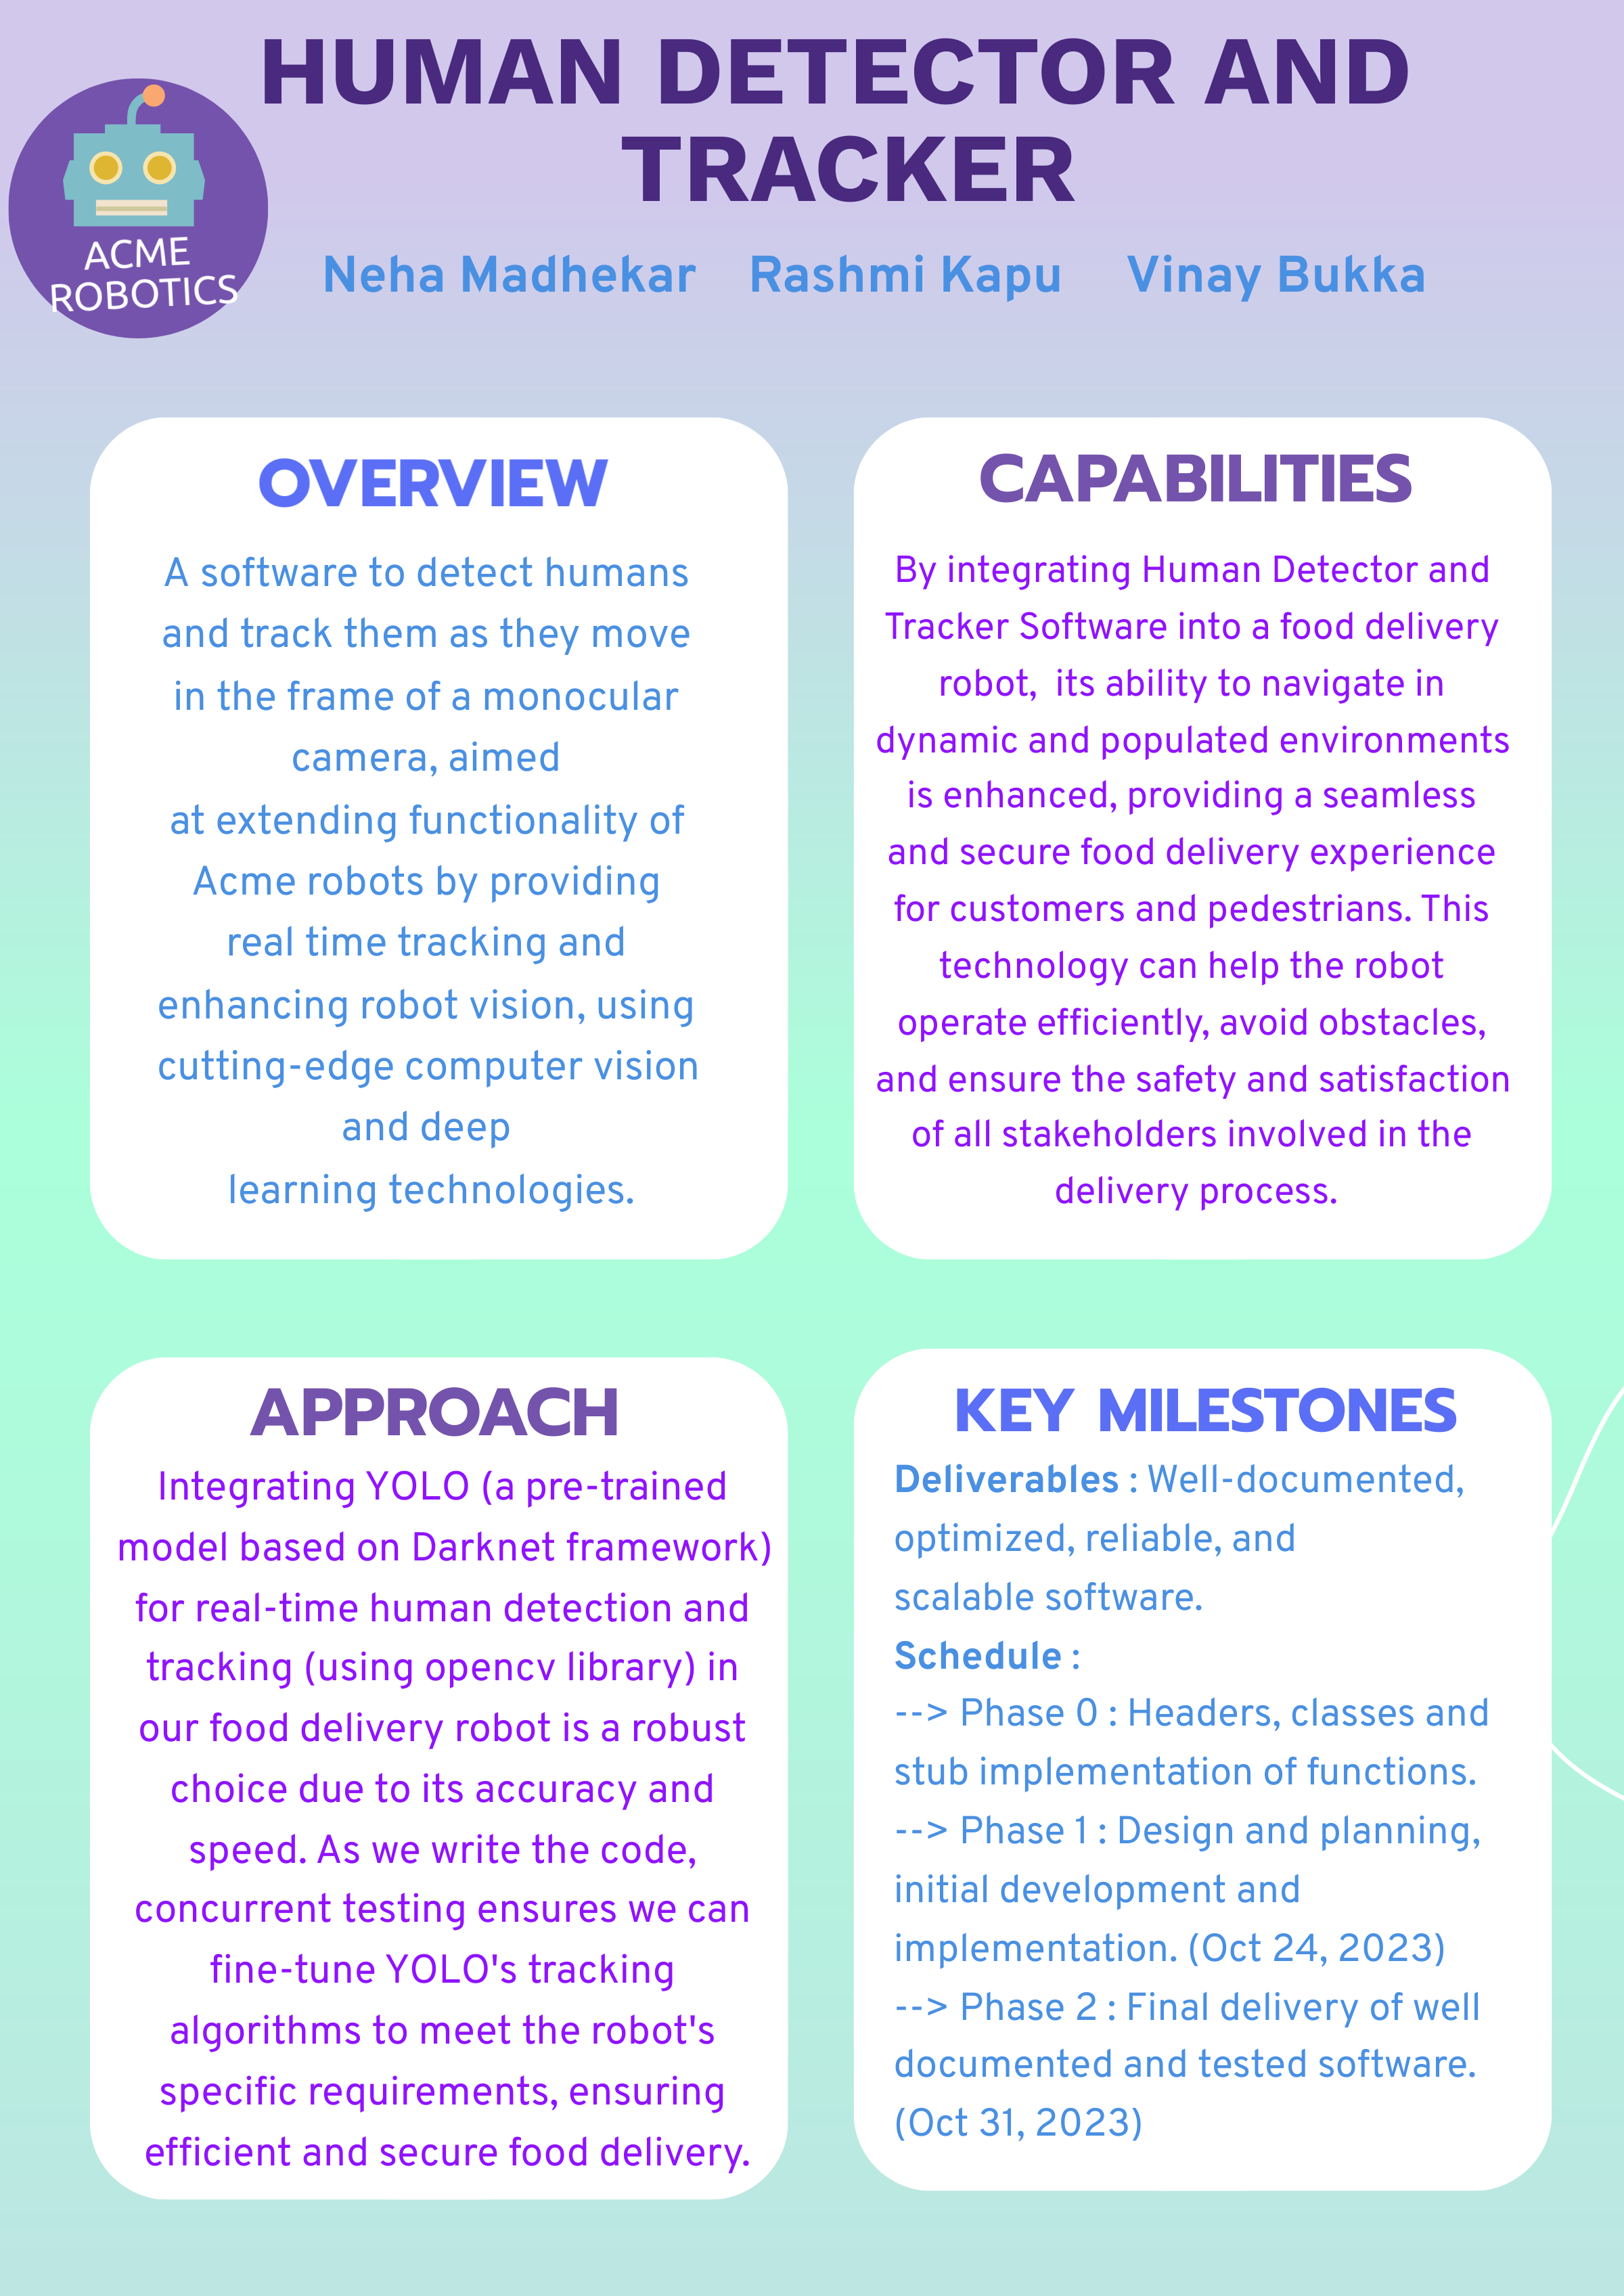 HUMAN DETECTOR AND
TRACKER
ACME
ROBOTICS
Neha Madhekar Rashmi Kapu Vinay Bukka
OVERVIEW
A software to detect humans
and track them as they move
in the frame of a monocular
camera, aimed
at extending functionality of
Acme robots by providing
real time tracking and
enhancing robot vision, using
cutting-edge computer vision
and deep
learning technologies.
CAPABILITIES
By integrating Human Detector and
Tracker Software into a food delivery
robot, its ability to navigate in
dynamic and populated environments
is enhanced, providing a seamless
and secure food delivery experience
for customers and pedestrians. This
technology can help the robot
operate efficiently, avoid obstacles,
and ensure the safety and satisfaction
of all stakeholders involved in the
delivery process.
APPROACH
Integrating YOLO (a pre-trained
model based on Darknet framework)
for real-time human detection and
tracking (using opencv library) in
our food delivery robot is a robust
choice due to its accuracy and
speed. As we write the code,
concurrent testing ensures we can
fine-tune YOLO's tracking
algorithms to meet the robot's
specific requirements, ensuring
efficient and secure food delivery.
KEY MILESTONES
Deliverables : Well-documented,
optimized, reliable, and
scalable software.
Schedule :
--> Phase 0 : Headers, classes and
stub implementation of functions.
--> Phase 1 : Design and planning,
initial development and
implementation. (Oct 24, 2023)
--> Phase 2 : Final delivery of well
documented and tested software.
(Oct 31, 2023)